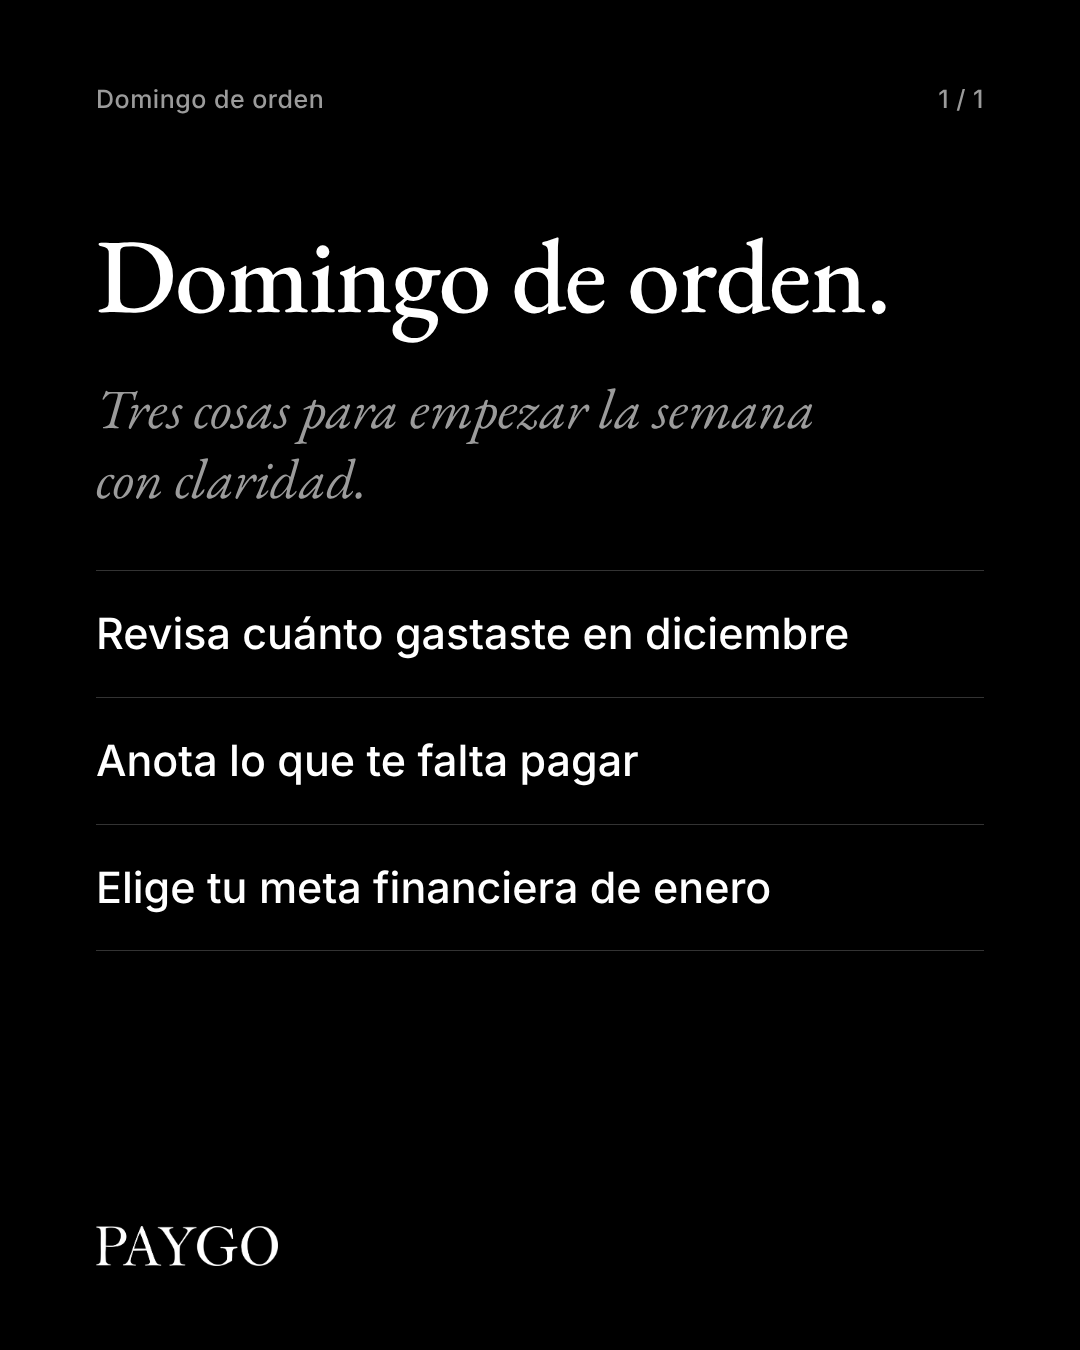 Domingo de orden
1 / 1
Domingo de orden.
Tres cosas para empezar la semana
con claridad.
Revisa cuánto gastaste en diciembre
Anota lo que te falta pagar
Elige tu meta financiera de enero
PAYGO